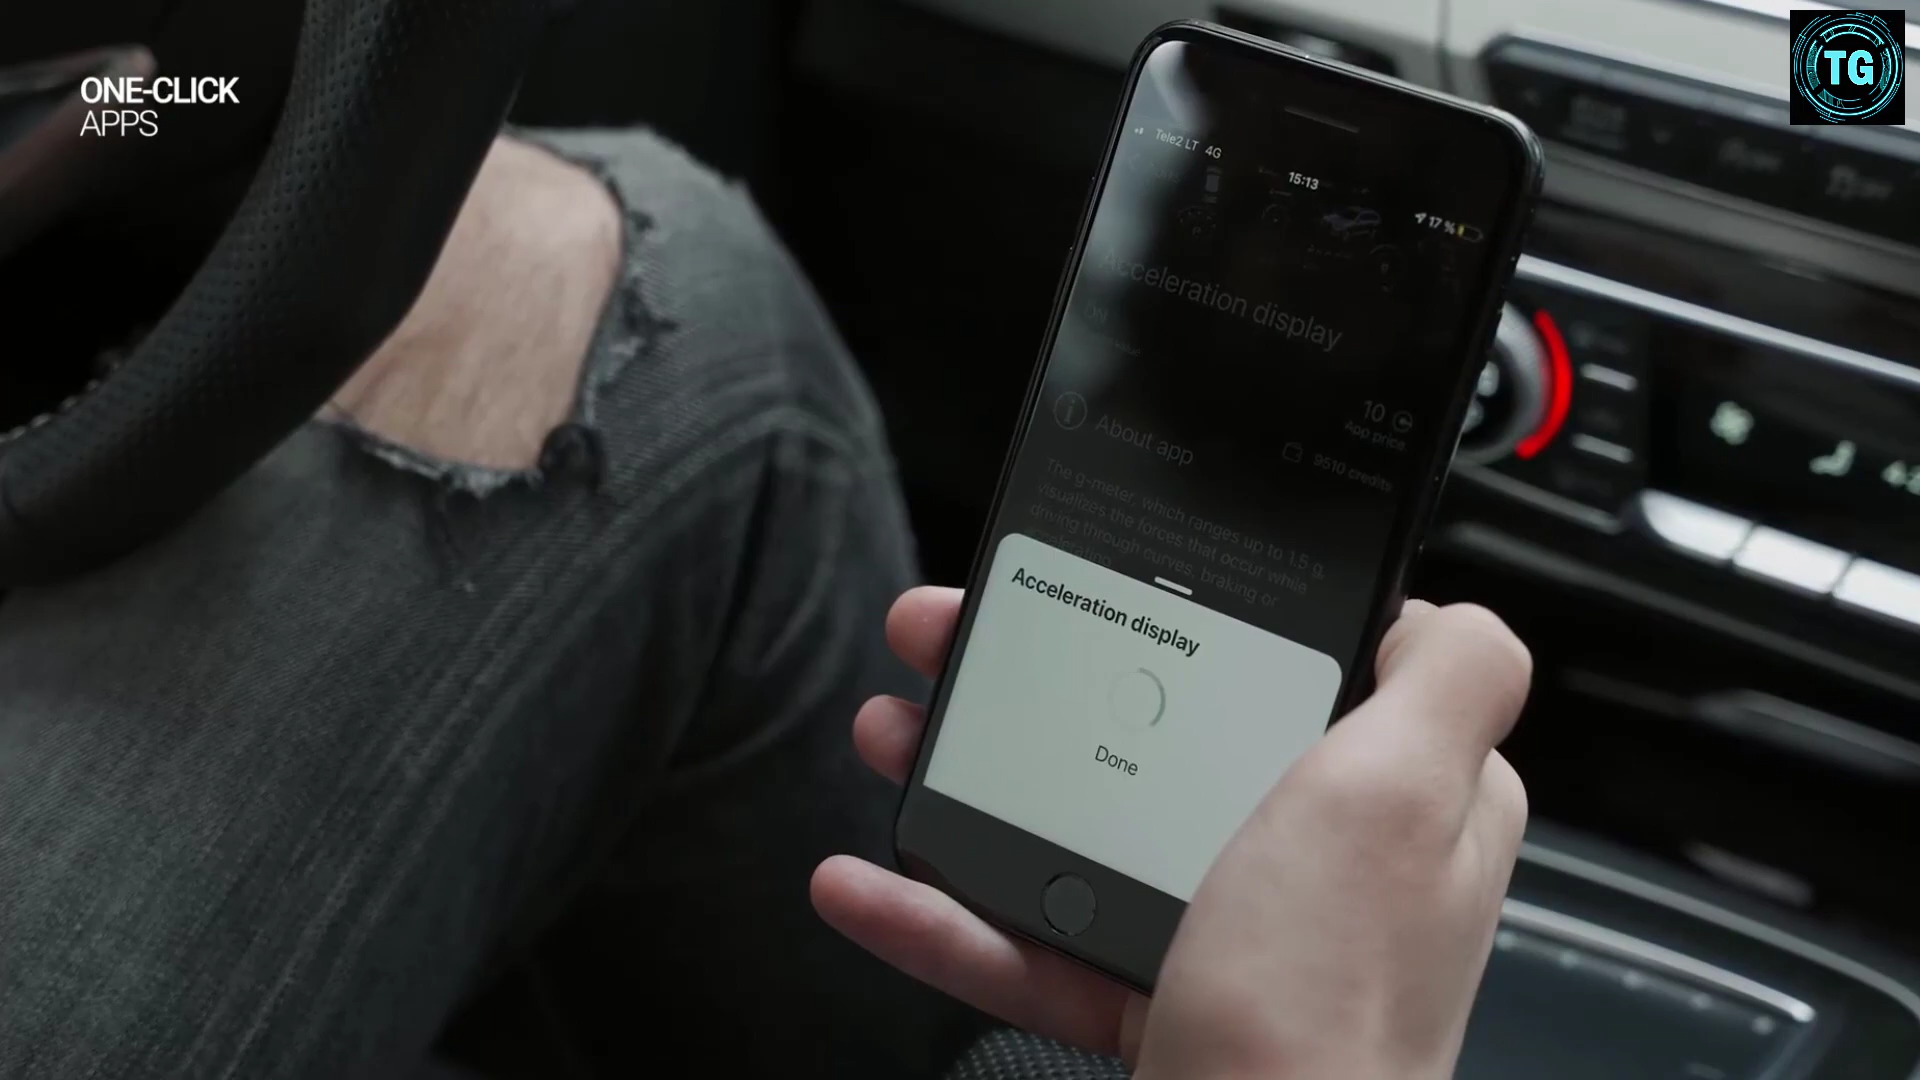 ONE-CLICK
APPS
TG
Tele2 LT 4G
15:13
17 %
Acceleration display
10
App price
About app
9510 credits
The g-meter, which ranges up to 1.5 g,
visualizes the forces that occur while
driving through curves, braking or
Acceleration display
Done